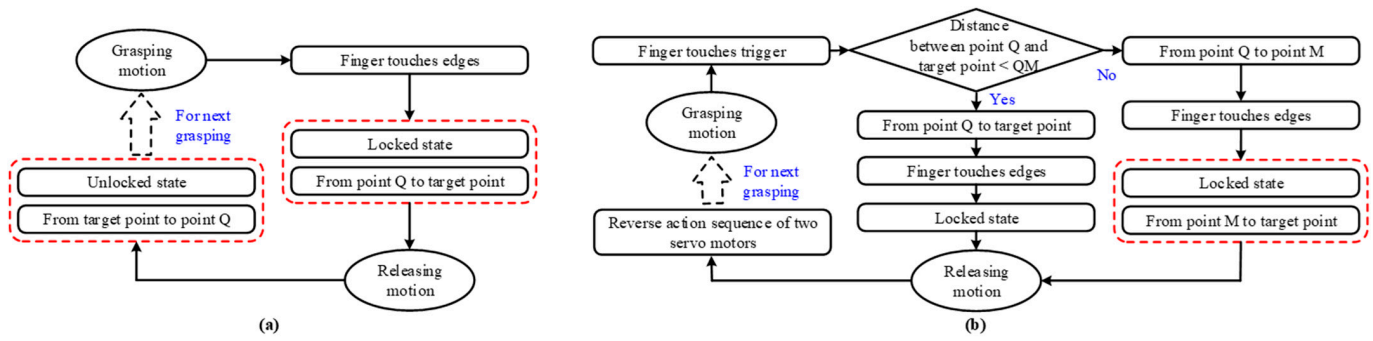 Grasping
motion
Finger touches edges
For next
grasping
Locked state
From point Q to target point
Unlocked state
From target point to point Q
Releasing
motion
(a)
Finger touches trigger
Distance
between point Q and
target point < QM
No
From point Q to point M
Yes
Grasping
motion
From point Q to target point
Finger touches edges
Finger touches edges
For next
grasping
Locked state
Locked state
From point M to target point
Reverse action sequence of two
servo motors
Releasing
motion
(b)